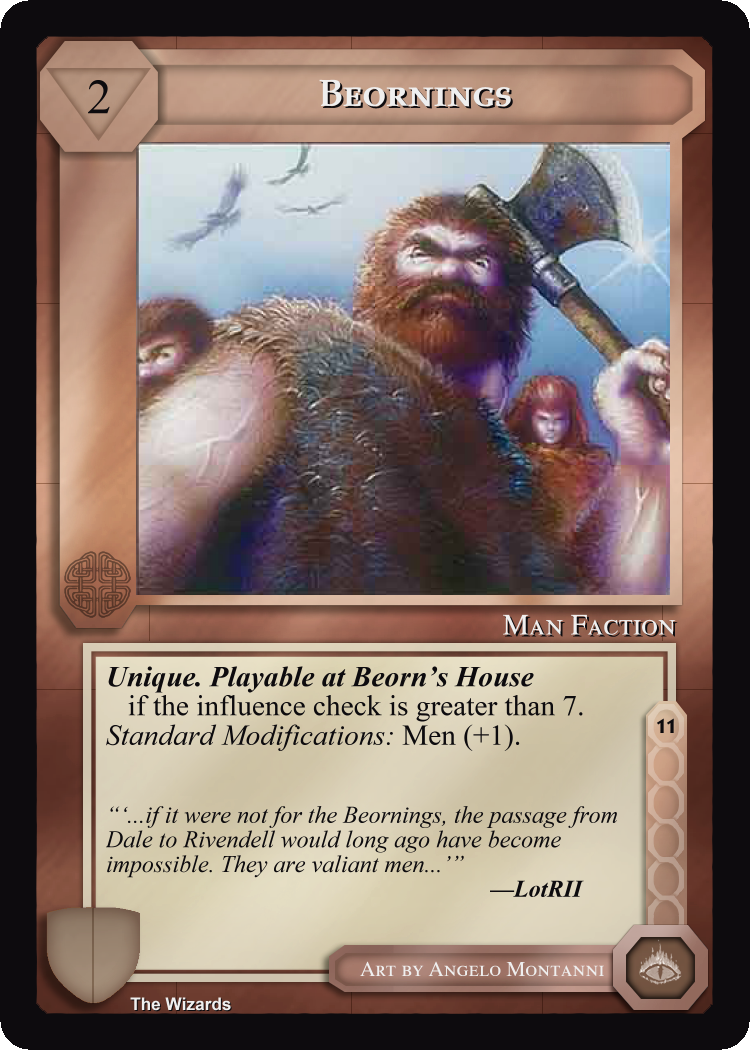 2
BEORNINGS
MAN FACTION
Unique. Playable at Beorn's House
if the influence check is greater than 7.
Standard Modifications: Men (+1).
11
“‘...if it were not for the Beornings, the passage from
Dale to Rivendell would long ago have become
impossible. They are valiant men...’”
—LotRII
ART BY ANGELO MONTANNI
The Wizards